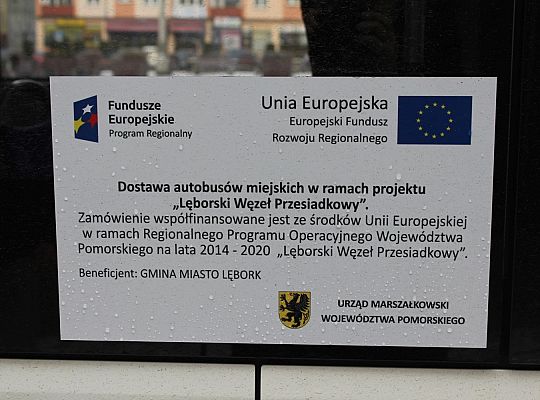 Fundusze
Europejskie
Program Regionalny
Unia Europejska
Europejski Fundusz
Rozwoju Regionalnego
Dostawa autobusów miejskich w ramach projektu
„Lęborski Węzeł Przesiadkowy”.
Zamówienie współfinansowane jest ze środków Unii Europejskiej
w ramach Regionalnego Programu Operacyjnego Województwa
Pomorskiego na lata 2014 - 2020 „Lęborski Węzeł Przesiadkowy”.
Beneficjent: GMINA MIASTO LĘBORK
URZĄD MARSZAŁKOWSKI
WOJEWÓDZTWA POMORSKIEGO